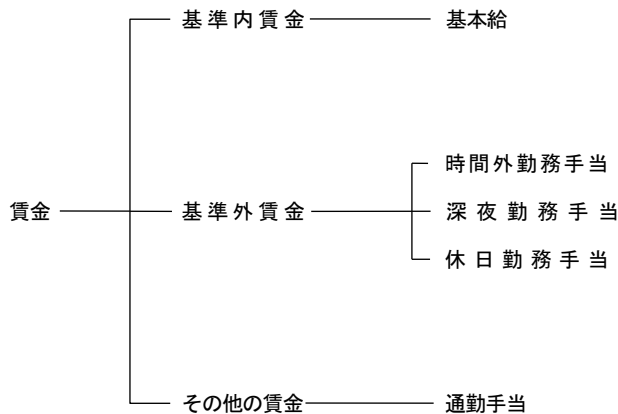 基準内賃金 基本給
時間外勤務手当
賃金 基準外賃金 深夜勤務手当
休日勤務手当
その他の賃金 通勤手当